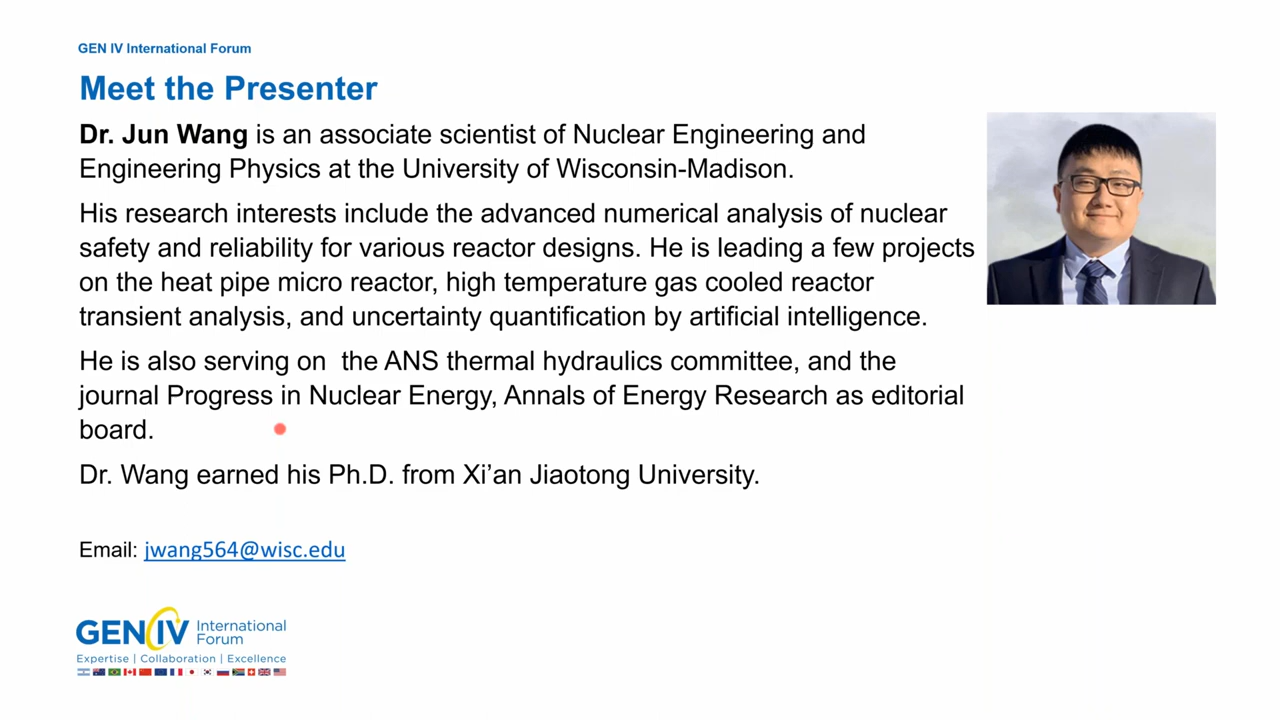 GEN IV International Forum
Meet the Presenter
Dr. Jun Wang is an associate scientist of Nuclear Engineering and
Engineering Physics at the University of Wisconsin-Madison.
His research interests include the advanced numerical analysis of nuclear
safety and reliability for various reactor designs. He is leading a few projects
on the heat pipe micro reactor, high temperature gas cooled reactor
transient analysis, and uncertainty quantification by artificial intelligence.
He is also serving on  the ANS thermal hydraulics committee, and the
journal Progress in Nuclear Energy, Annals of Energy Research as editorial
board.
Dr. Wang earned his Ph.D. from Xi’an Jiaotong University.
Email: jwang564@wisc.edu
GEN IV International
Forum
Expertise | Collaboration | Excellence